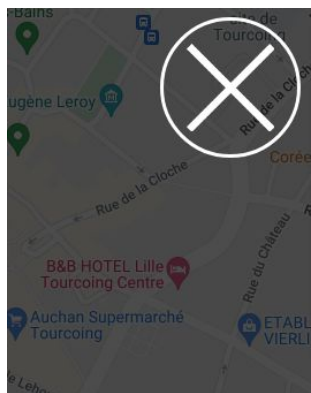 -Bains
de
Tourcoing
ugène Leroy
Rue de la Cloche
Corée
Rue de la Cloche
B&B HOTEL Lille
Tourcoing Centre
Rue du Château
Auchan Supermarché
Tourcoing
ETABL
VIERLI
e Lebo